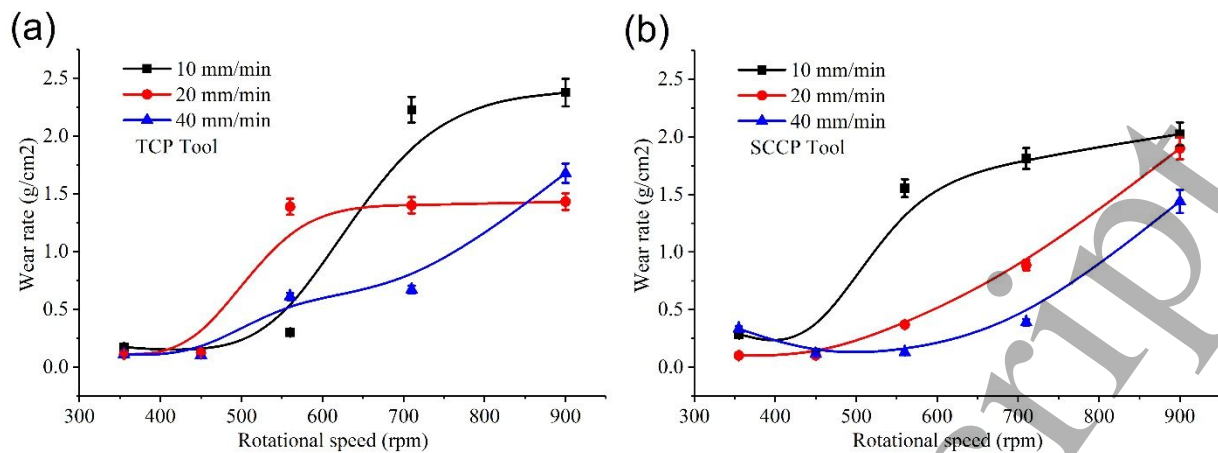 (a)
10 mm/min
20 mm/min
40 mm/min
TCP Tool
Wear rate (g/cm2)
2.5
2.0
1.5
1.0
0.5
0.0
300 400 500 600 700 800 900
Rotational speed (rpm)
(b)
10 mm/min
20 mm/min
40 mm/min
SCCP Tool
Wear rate (g/cm2)
2.5
2.0
1.5
1.0
0.5
0.0
300 400 500 600 700 800 900
Rotational speed (rpm)
ript